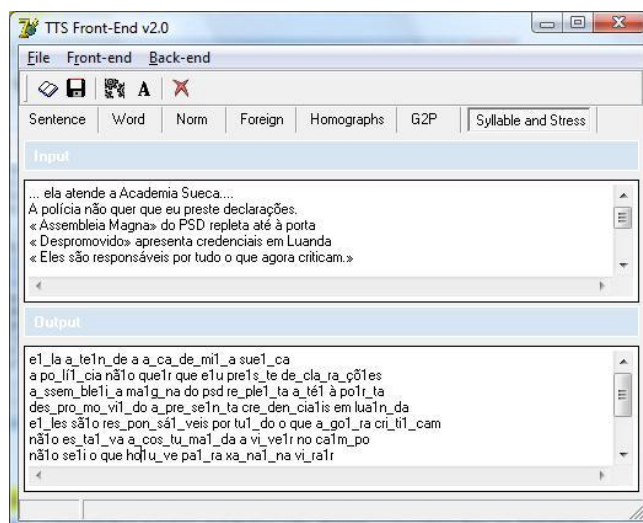 TTS Front-End v2.0
File Front-end Back-end
A
Sentence Word Norm Foreign Homographs G2P Syllable and Stress
Input
... ela atende a Academia Sueca....
A polícia não quer que eu preste declarações.
« Assembleia Magna» do PSD repleta até à porta
« Despromovido» apresenta credenciais em Luanda
« Eles são responsáveis por tudo o que agora criticam.»
Output
e1_la a_te1n_de a a_ca_de_mi1_a sue1_ca
a po_lí1_cia nã1o que1r que e1u pre1s_te de_cla_ra_çõ1es
a_ssem_ble1i_a ma1g_na do psd re_ple1_ta a_té1 à po1r_ta
des_pro_mo_vi1_do a_pre_se1n_ta cre_den_cia1is em lua1n_da
e1_les sã1o res_pon_sá1_veis por tu1_do o que a_go1_ra cri_ti1_cam
nã1o es_ta1_va a_cos_tu_ma1_da a vi_ve1r no ca1m_po
nã1o se1i o que ho1u_ve pa1_ra xa_na1_na vi_ra1r